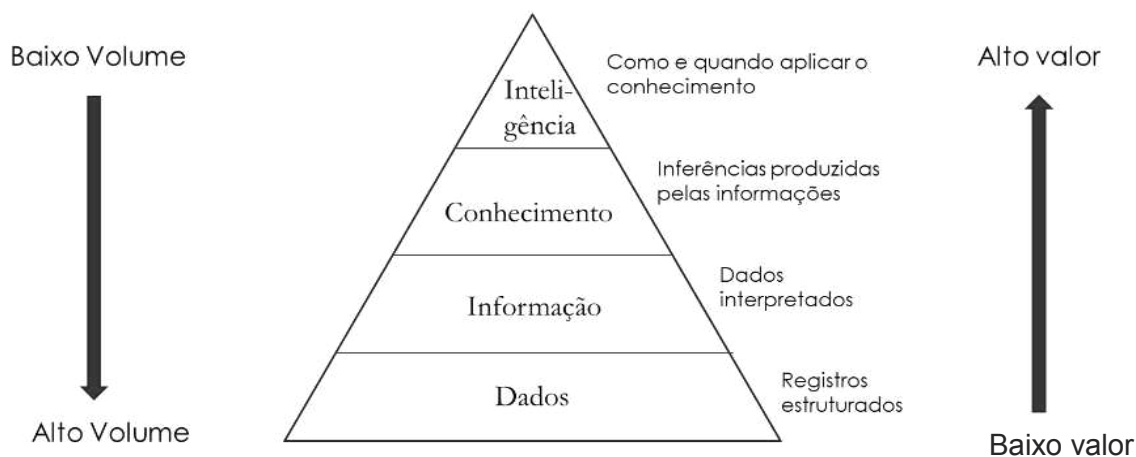 Baixo Volume
Alto Volume
Inteli-
gência
Conhecimento
Informação
Dados
Como e quando aplicar o
conhecimento
Inferências produzidas
pelas informações
Dados
interpretados
Registros
estruturados
Alto valor
Baixo valor